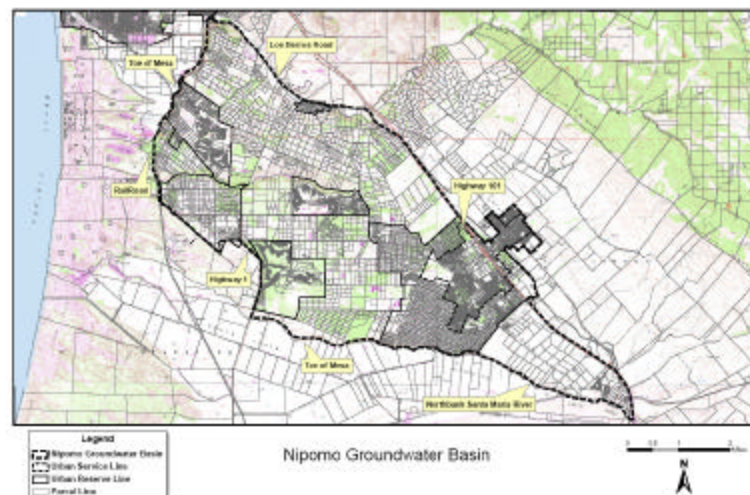 Los Berros Road
Toe of Mesa
RailRoad
Highway 101
Highway 1
Toe of Mesa
Northbank Santa Maria River
Legend
Nipomo Groundwater Basin
Urban Service Line
Urban Reserve Line
Parcel Line
Nipomo Groundwater Basin
N